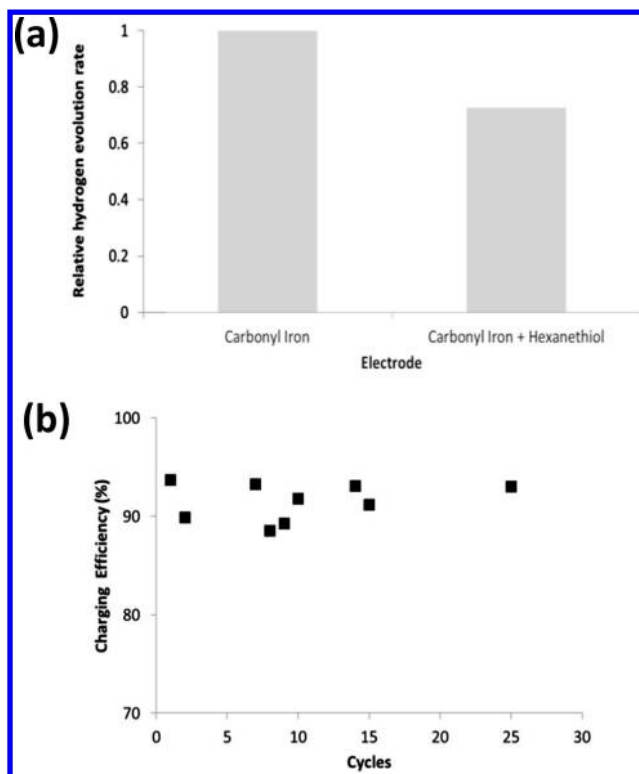 (a)
Relative hydrogen evolution rate
1
0.8
0.6
0.4
0.2
0
Carbonyl Iron
Carbonyl Iron + Hexanethiol
Electrode
(b)
Charging Efficiency (%)
100
90
80
70
0
5
10
15
20
25
30
Cycles